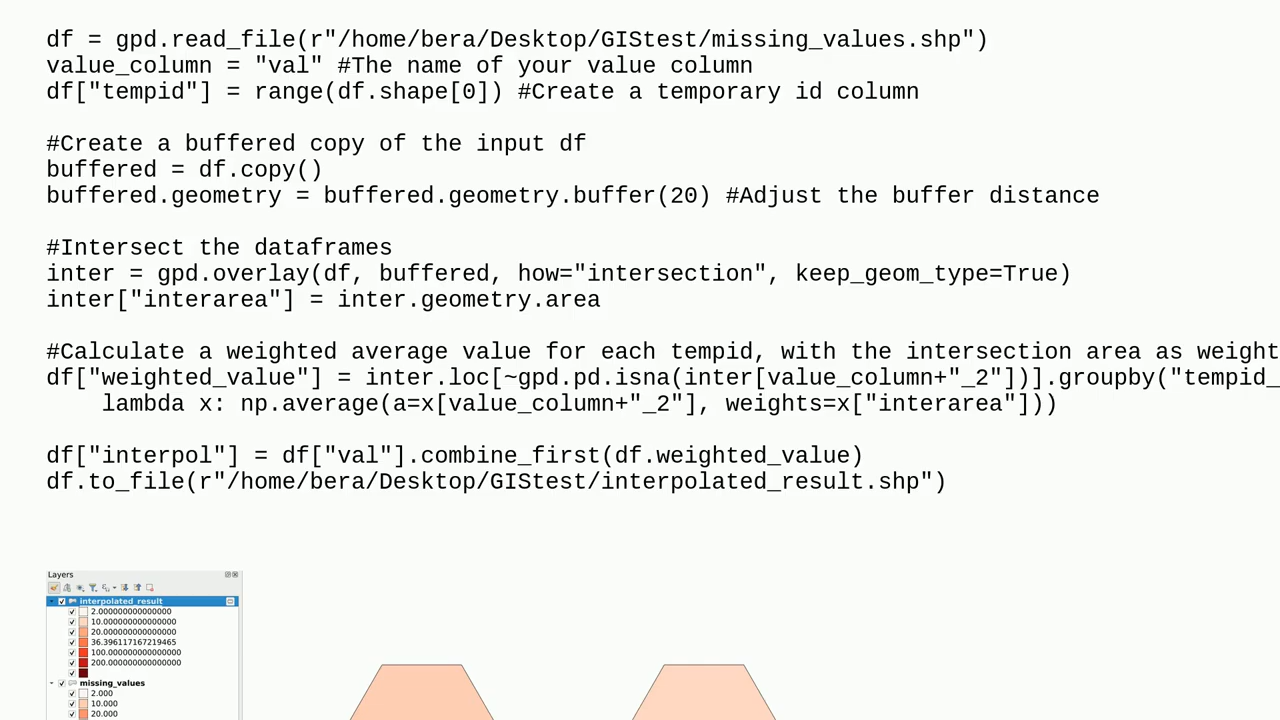 df = gpd.read_file(r"/home/bera/Desktop/GIStest/missing_values.shp")
value_column = "val" #The name of your value column
df["tempid"] = range(df.shape[0]) #Create a temporary id column
#Create a buffered copy of the input df
buffered = df.copy()
buffered.geometry = buffered.geometry.buffer(20) #Adjust the buffer distance
#Intersect the dataframes
inter = gpd.overlay(df, buffered, how="intersection", keep_geom_type=True)
inter["interarea"] = inter.geometry.area
#Calculate a weighted average value for each tempid, with the intersection area as weight
df["weighted_value"] = inter.loc[~gpd.pd.isna(inter[value_column+"_2"])].groupby("tempid_
lambda x: np.average(a=x[value_column+"_2"], weights=x["interarea"]))
df["interpol"] = df["val"].combine_first(df.weighted_value)
df.to_file(r"/home/bera/Desktop/GIStest/interpolated_result.shp")
Layers
interpolated_result
2.000000000000000
10.000000000000000
20.000000000000000
36.396117167219465
100.000000000000000
200.000000000000000
missing_values
2.000
10.000
20.000